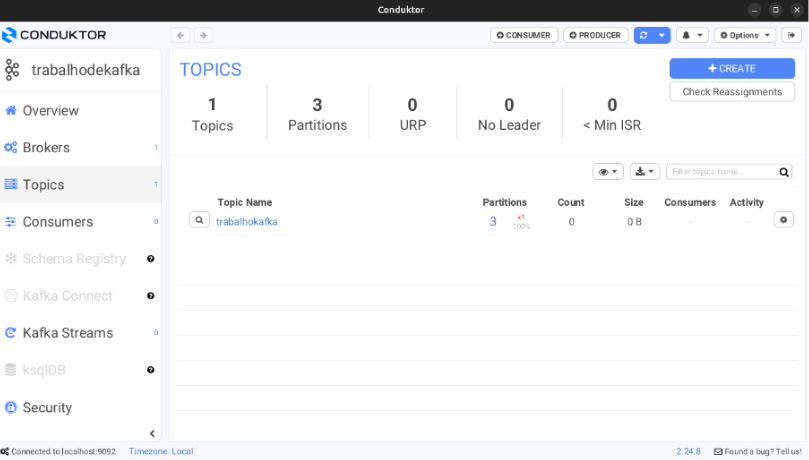 Conduktor
CONDUKTOR
CONSUMER PRODUCER Options
trabalhodekafka
Overview
Brokers 1
Topics 1
Consumers 0
Schema Registry ?
Kafka Connect ?
Kafka Streams 0
ksqlDB ?
Security
TOPICS
+ CREATE
Check Reassignments
1 3 0 0 0
Topics Partitions URP No Leader < Min ISR
Filter topics name...
Topic Name Partitions Count Size Consumers Activity
trabalhokafka 3 x1 100% 0 0 B - -
Connected to localhost:9092 Timezone: Local 2.24.8 Found a bug? Tell us!